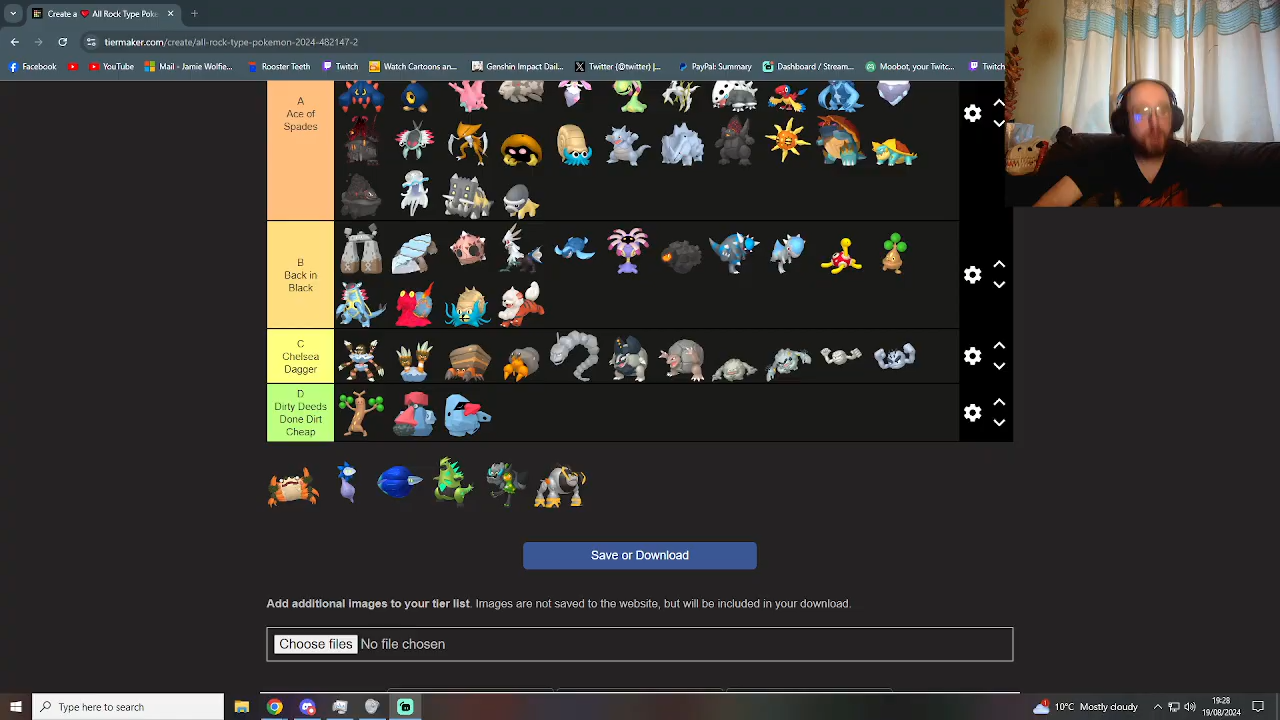 Create a ❤ All Rock Type Poke
tiermaker.com/create/all-rock-type-pokemon-2024-482147-2
Facebook YouTube Mail - Jamie Wolfe... Rooster Teeth Twitch Watch Cartoons an... Genshin Impact Dai... Twitter (@twitter) |... PayPal: Summary Dashboard / Stream... Moobot, your Twitc... Twitch
A
Ace of
Spades
B
Back in
Black
C
Chelsea
Dagger
D
Dirty Deeds
Done Dirt
Cheap
Save or Download
Add additional images to your tier list. Images are not saved to the website, but will be included in your download.
Choose files No file chosen
Type here to search
10°C Mostly cloudy
19:28
19/08/2024